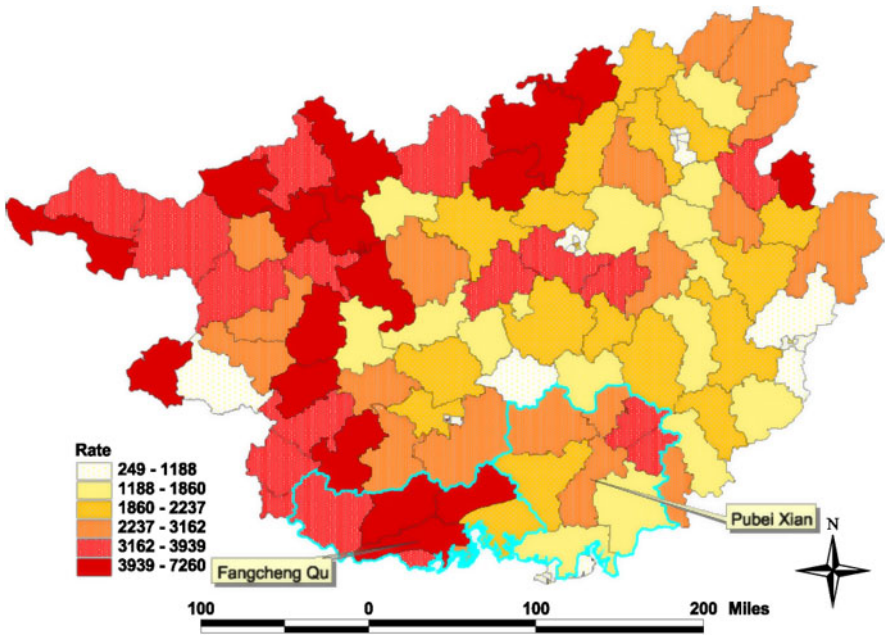 Rate
249 - 1188
1188 - 1860
1860 - 2237
2237 - 3162
3162 - 3939
3939 - 7260
Pubei Xian
Fangcheng Qu
N
100 0 100 200 Miles